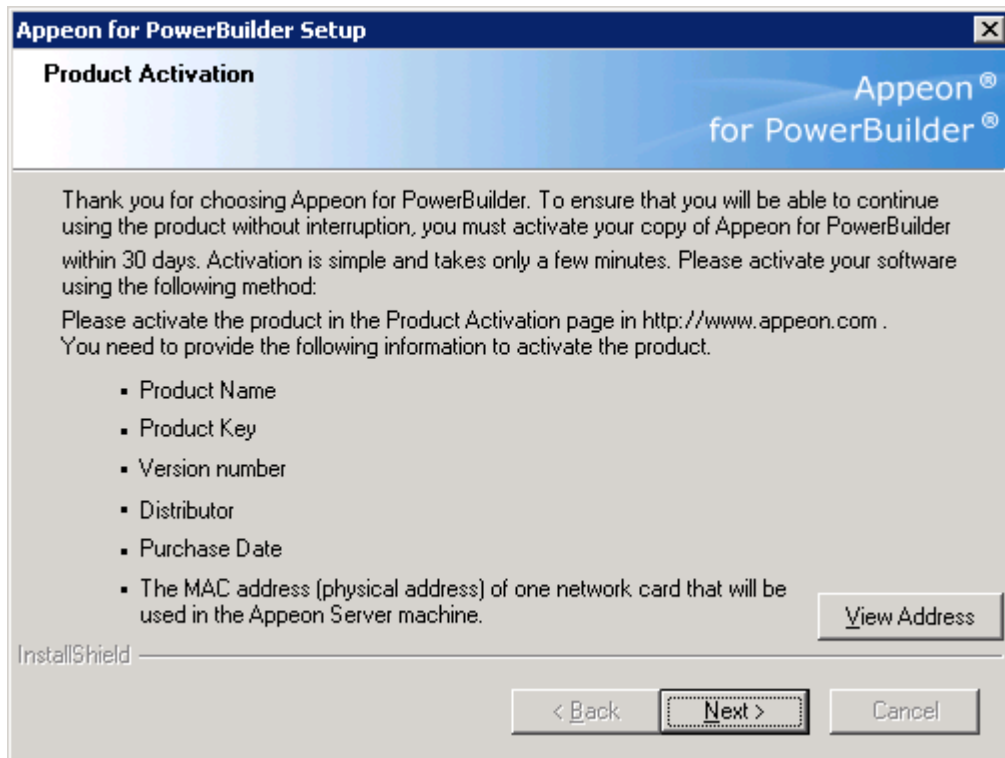 Appeon for PowerBuilder Setup
Product Activation
Appeon®
for PowerBuilder®
Thank you for choosing Appeon for PowerBuilder. To ensure that you will be able to continue
using the product without interruption, you must activate your copy of Appeon for PowerBuilder
within 30 days. Activation is simple and takes only a few minutes. Please activate your software
using the following method:
Please activate the product in the Product Activation page in http://www.appeon.com .
You need to provide the following information to activate the product.
▪ Product Name
▪ Product Key
▪ Version number
▪ Distributor
▪ Purchase Date
▪ The MAC address (physical address) of one network card that will be
used in the Appeon Server machine.
View Address
InstallShield
< Back
Next >
Cancel